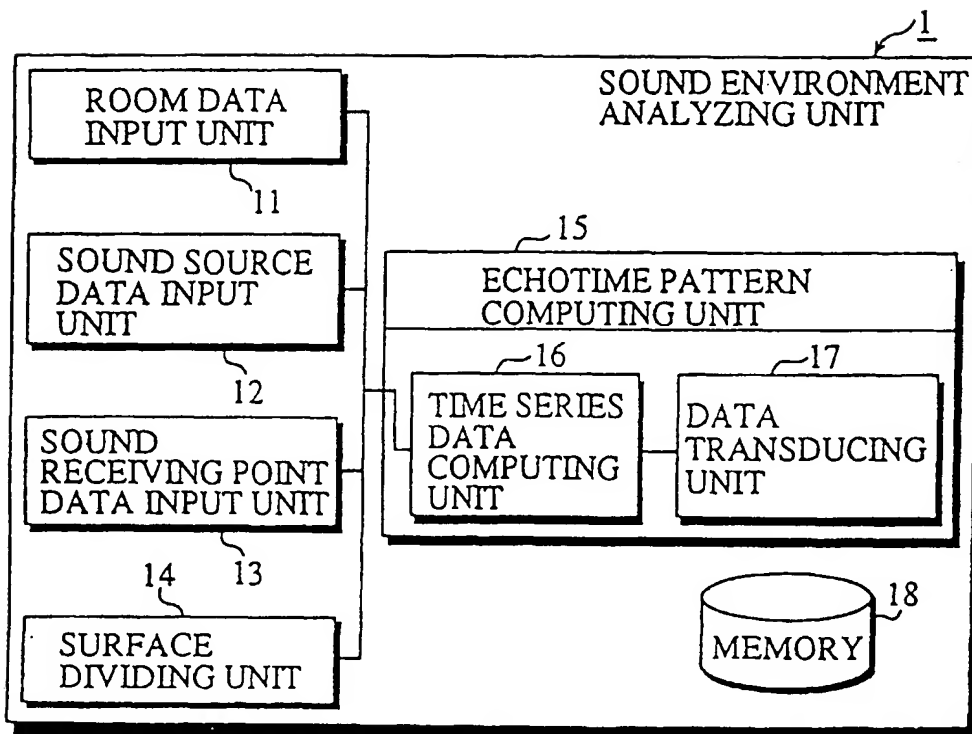 1
SOUND ENVIRONMENT
ANALYZING UNIT
ROOM DATA
INPUT UNIT
11
SOUND SOURCE
DATA INPUT
UNIT
12
SOUND
RECEIVING POINT
DATA INPUT UNIT
13
14
SURFACE
DIVIDING UNIT
15
ECHOTIME PATTERN
COMPUTING UNIT
16
TIME SERIES
DATA
COMPUTING
UNIT
17
DATA
TRANSDUCING
UNIT
18
MEMORY